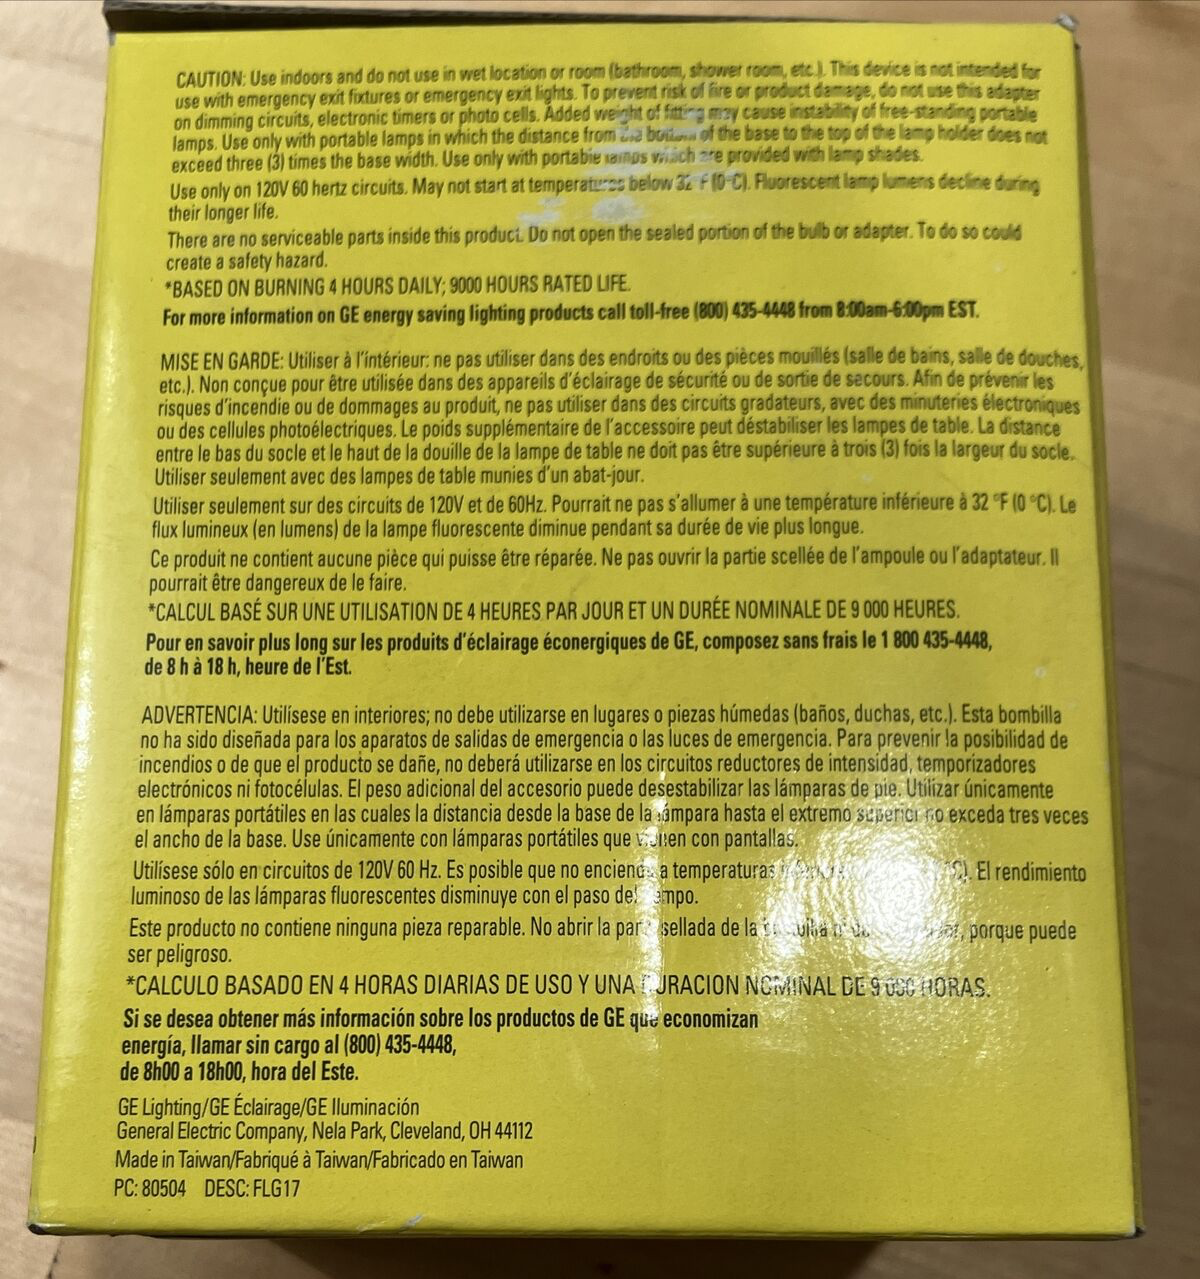 CAUTION: Use indoors and do not use in wet location or room (bathroom, shower room, etc.). This device is not intended for
use with emergency exit fixtures or emergency exit lights. To prevent risk of fire or product damage, do not use this adapter
on dimming circuits, electronic timers or photo cells. Added weight of fitting may cause instability of free-standing portable
lamps. Use only with portable lamps in which the distance from the bottom of the base to the top of the lamp holder does not
exceed three (3) times the base width. Use only with portable lamps which are provided with lamp shades.
Use only on 120V 60 hertz circuits. May not start at temperatures below 32 °F (0 °C). Fluorescent lamp lumens decline during
their longer life.
There are no serviceable parts inside this product. Do not open the sealed portion of the bulb or adapter. To do so could
create a safety hazard.
*BASED ON BURNING 4 HOURS DAILY; 9000 HOURS RATED LIFE.
For more information on GE energy saving lighting products call toll-free (800) 435-4448 from 8:00am-6:00pm EST.
MISE EN GARDE: Utiliser à l'intérieur: ne pas utiliser dans des endroits ou des pièces mouillés (salle de bains, salle de douches,
etc.). Non conçue pour être utilisée dans des appareils d'éclairage de sécurité ou de sortie de secours. Afin de prévenir les
risques d'incendie ou de dommages au produit, ne pas utiliser dans des circuits gradateurs, avec des minuteries électroniques
ou des cellules photoélectriques. Le poids supplémentaire de l'accessoire peut déstabiliser les lampes de table. La distance
entre le bas du socle et le haut de la douille de la lampe de table ne doit pas être supérieure à trois (3) fois la largeur du socle.
Utiliser seulement avec des lampes de table munies d'un abat-jour.
Utiliser seulement sur des circuits de 120V et de 60Hz. Pourrait ne pas s'allumer à une température inférieure à 32 °F (0 °C). Le
flux lumineux (en lumens) de la lampe fluorescente diminue pendant sa durée de vie plus longue.
Ce produit ne contient aucune pièce qui puisse être réparée. Ne pas ouvrir la partie scellée de l'ampoule ou l'adaptateur. Il
pourrait être dangereux de le faire.
*CALCUL BASÉ SUR UNE UTILISATION DE 4 HEURES PAR JOUR ET UN DURÉE NOMINALE DE 9 000 HEURES.
Pour en savoir plus long sur les produits d'éclairage éconergiques de GE, composez sans frais le 1 800 435-4448,
de 8 h à 18 h, heure de l'Est.
ADVERTENCIA: Utilísese en interiores; no debe utilizarse en lugares o piezas húmedas (baños, duchas, etc.). Esta bombilla
no ha sido diseñada para los aparatos de salidas de emergencia o las luces de emergencia. Para prevenir la posibilidad de
incendios o de que el producto se dañe, no deberá utilizarse en los circuitos reductores de intensidad, temporizadores
electrónicos ni fotocélulas. El peso adicional del accesorio puede desestabilizar las lámparas de pie. Utilizar únicamente
en lámparas portátiles en las cuales la distancia desde la base de la lámpara hasta el extremo superior no exceda tres veces
el ancho de la base. Use únicamente con lámparas portátiles que vienen con pantallas.
Utilísese sólo en circuitos de 120V 60 Hz. Es posible que no encienda a temperaturas °C). El rendimiento
luminoso de las lámparas fluorescentes disminuye con el paso del tiempo.
Este producto no contiene ninguna pieza reparable. No abrir la parte sellada de la bombilla porque puede
ser peligroso.
*CALCULO BASADO EN 4 HORAS DIARIAS DE USO Y UNA DURACION NOMINAL DE 9 000 HORAS.
Si se desea obtener más información sobre los productos de GE que economizan
energía, llamar sin cargo al (800) 435-4448,
de 8h00 a 18h00, hora del Este.
GE Lighting/GE Éclairage/GE Iluminación
General Electric Company, Nela Park, Cleveland, OH 44112
Made in Taiwan/Fabriqué à Taiwan/Fabricado en Taiwan
PC: 80504 DESC: FLG17